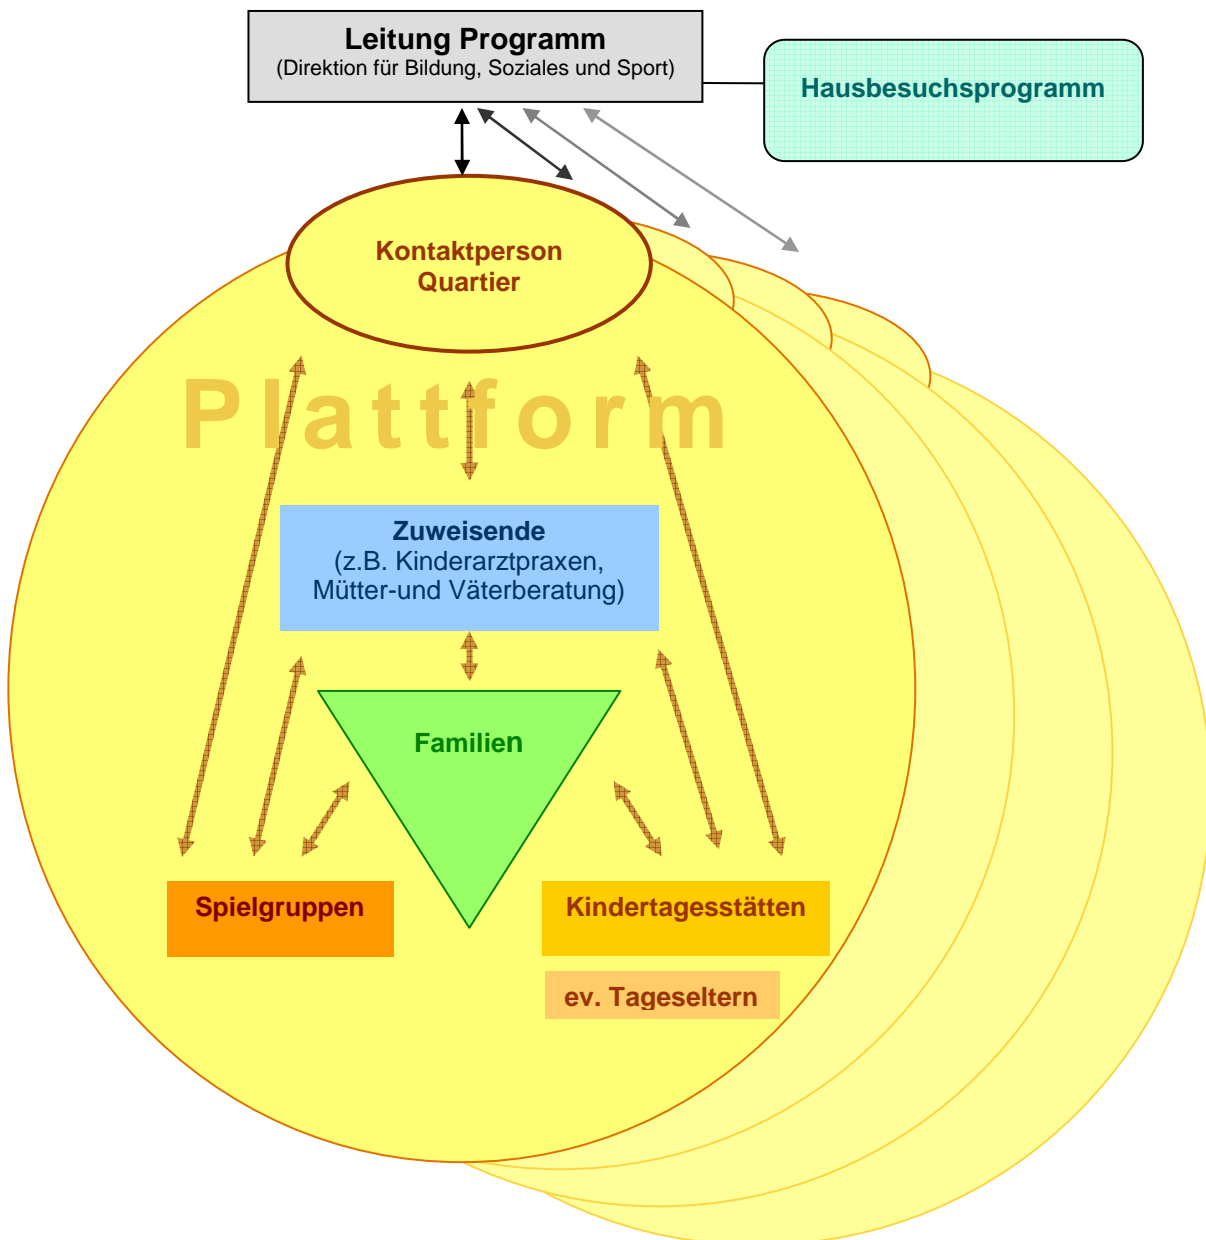 Leitung Programm
(Direktion für Bildung, Soziales und Sport)
Hausbesuchsprogramm
Kontaktperson
Quartier
Plattform
Zuweisende
(z.B. Kinderarztpraxen,
Mütter-und Väterberatung)
Familien
Spielgruppen
Kindertagesstätten
ev. Tageseltern